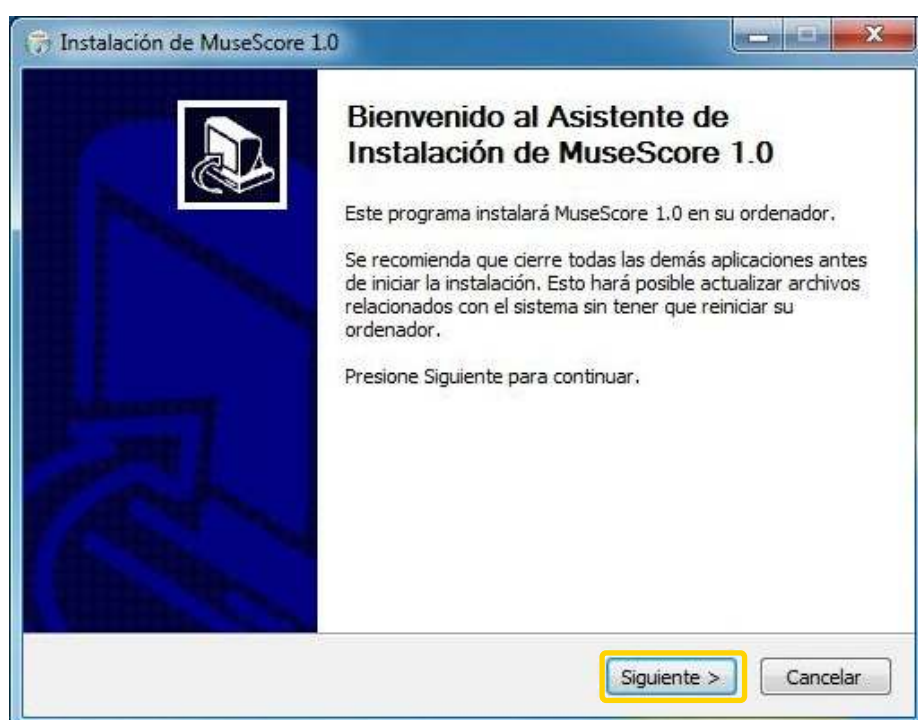 Instalación de MuseScore 1.0
Bienvenido al Asistente de
Instalación de MuseScore 1.0
Este programa instalará MuseScore 1.0 en su ordenador.
Se recomienda que cierre todas las demás aplicaciones antes
de iniciar la instalación. Esto hará posible actualizar archivos
relacionados con el sistema sin tener que reiniciar su
ordenador.
Presione Siguiente para continuar.
Siguiente >
Cancelar